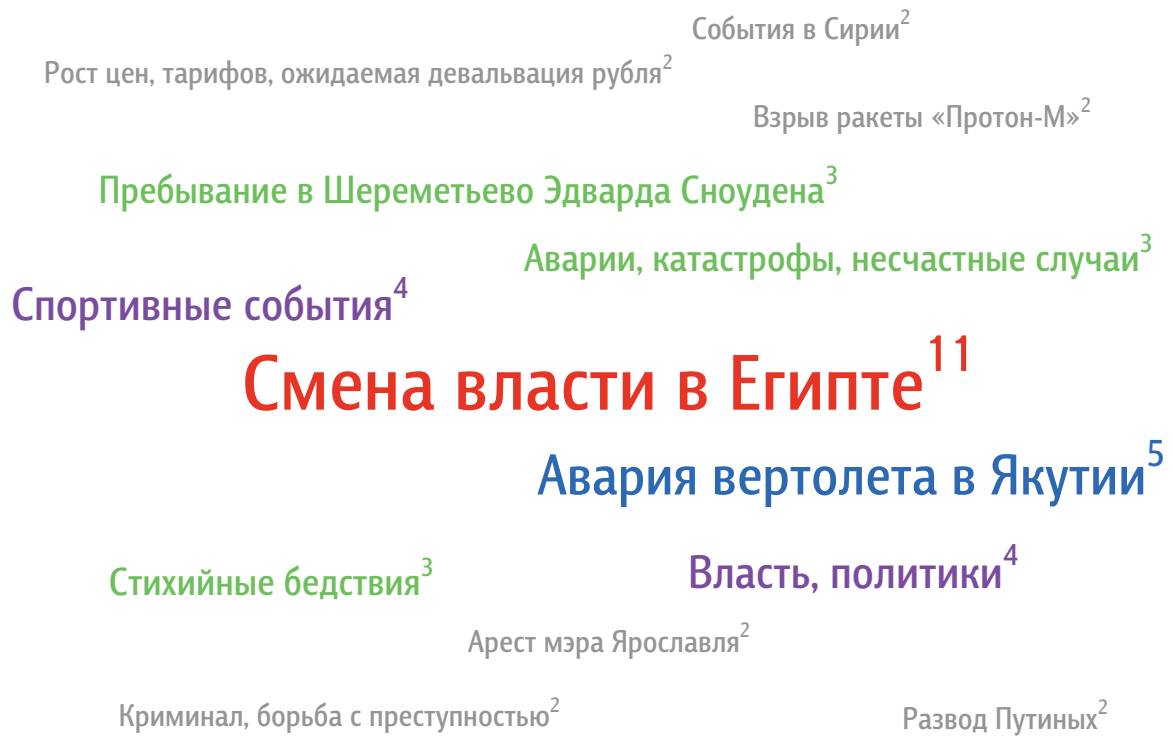 События в Сирии²
Рост цен, тарифов, ожидаемая девальвация рубля²
Взрыв ракеты «Протон-М»²
Пребывание в Шереметьево Эдварда Сноудена³
Аварии, катастрофы, несчастные случаи³
Спортивные события⁴
Смена власти в Египте¹¹
Авария вертолета в Якутии⁵
Власть, политики⁴
Стихийные бедствия³
Арест мэра Ярославля²
Криминал, борьба с преступностью²
Развод Путиных²